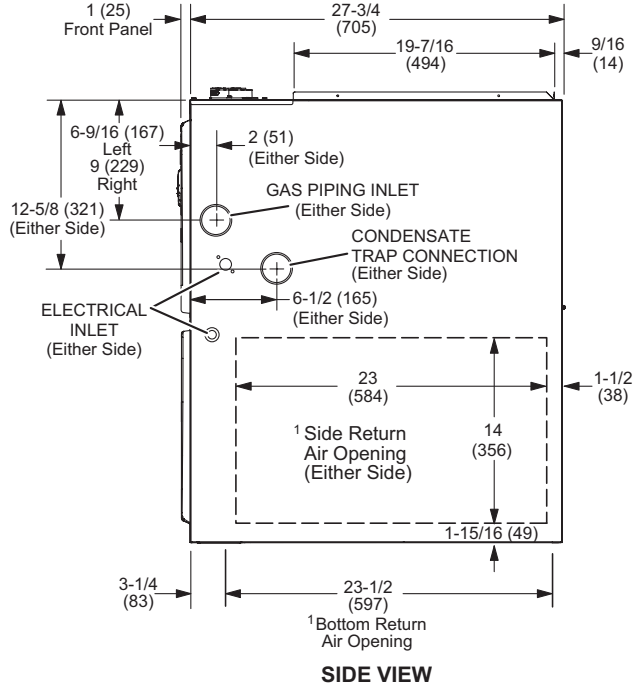 1 (25)
Front Panel
27-3/4
(705)
19-7/16
(494)
9/16
(14)
6-9/16 (167)
Left
9 (229)
Right
2 (51)
(Either Side)
12-5/8 (321)
(Either Side)
GAS PIPING INLET
(Either Side)
CONDENSATE
TRAP CONNECTION
(Either Side)
6-1/2 (165)
(Either Side)
ELECTRICAL
INLET
(Either Side)
23
(584)
1-1/2
(38)
1 Side Return
Air Opening
(Either Side)
14
(356)
1-15/16 (49)
3-1/4
(83)
23-1/2
(597)
1 Bottom Return
Air Opening
SIDE VIEW